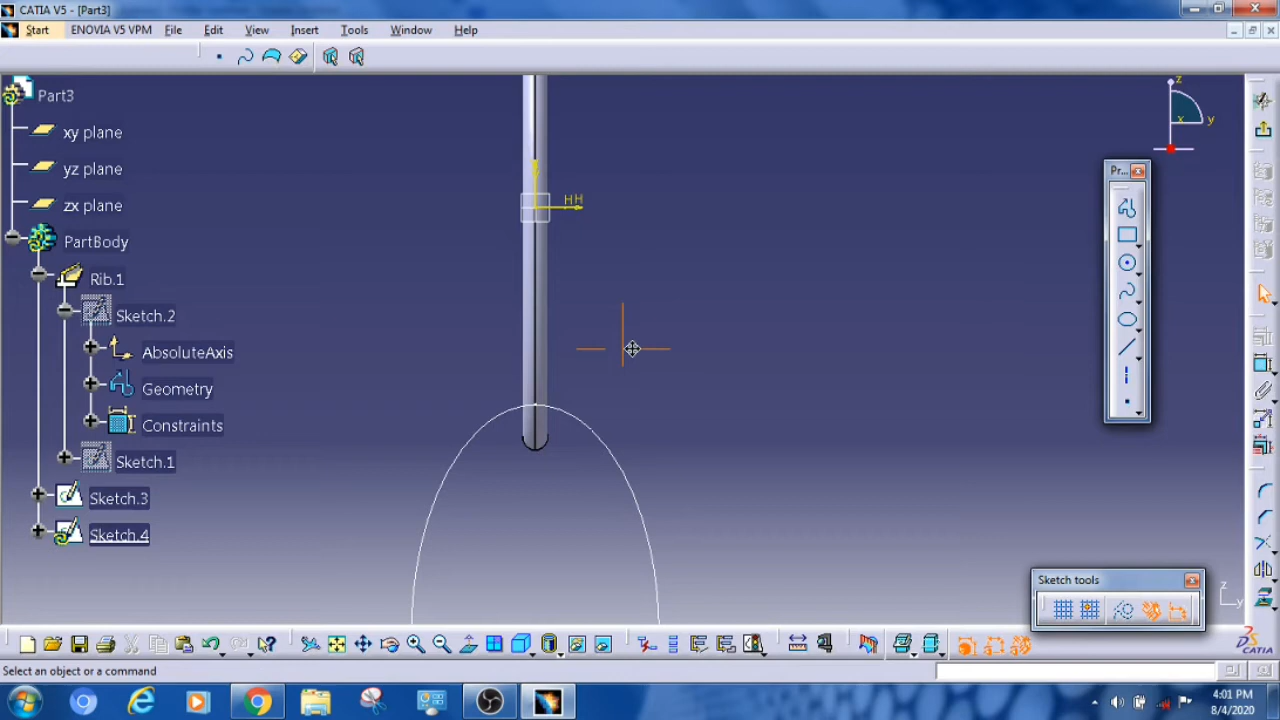 CATIA V5 - [Part3]
Start ENOVIA V5 VPM File Edit View Insert Tools Window Help
Part3
xy plane
yz plane
zx plane
PartBody
Rib.1
Sketch.2
AbsoluteAxis
Geometry
Constraints
Sketch.1
Sketch.3
Sketch.4
HH
z
x
y
Pr...
Sketch tools
z
y
CATIA
Select an object or a command
4:01 PM
8/4/2020